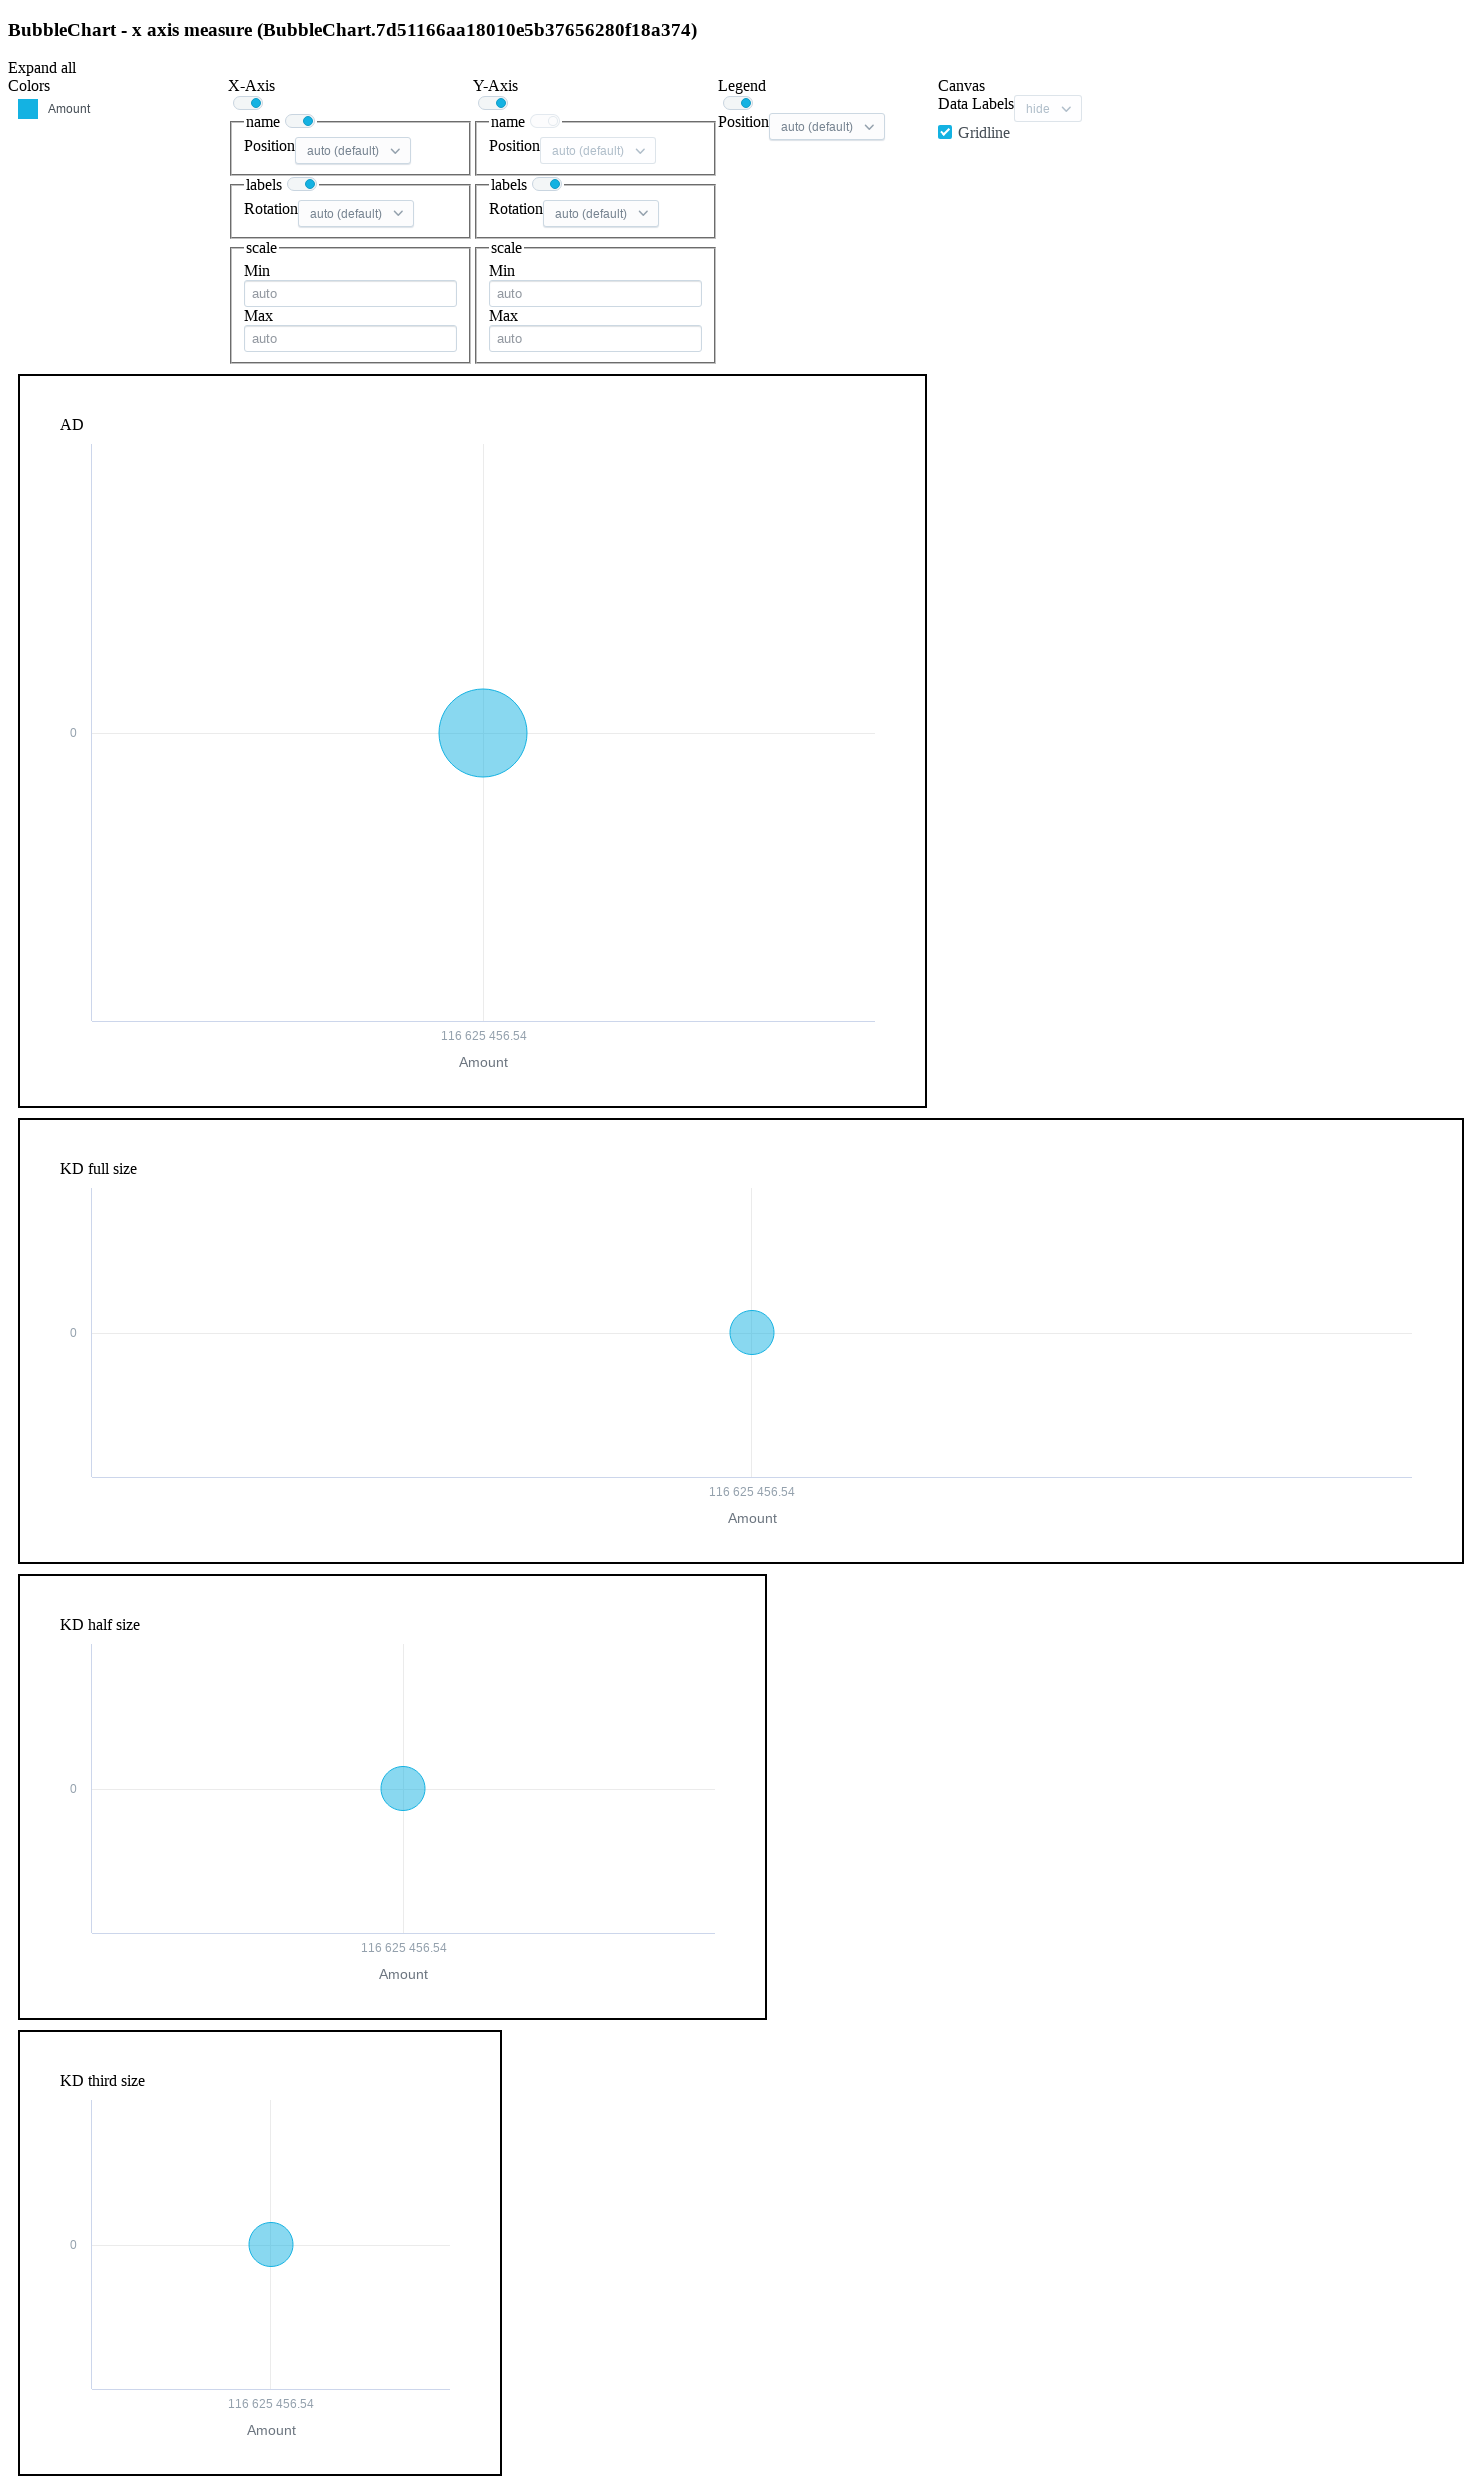 BubbleChart - x axis measure (BubbleChart.7d51166aa18010e5b37656280f18a374)
Expand all
Colors
Amount
X-Axis
name
Position auto (default)
labels
Rotation auto (default)
scale
Min
auto
Max
auto
Y-Axis
name
Position auto (default)
labels
Rotation auto (default)
scale
Min
auto
Max
auto
Legend
Position auto (default)
Canvas
Data Labels hide
Gridline
AD
0
116 625 456.54
Amount
KD full size
0
116 625 456.54
Amount
KD half size
0
116 625 456.54
Amount
KD third size
0
116 625 456.54
Amount